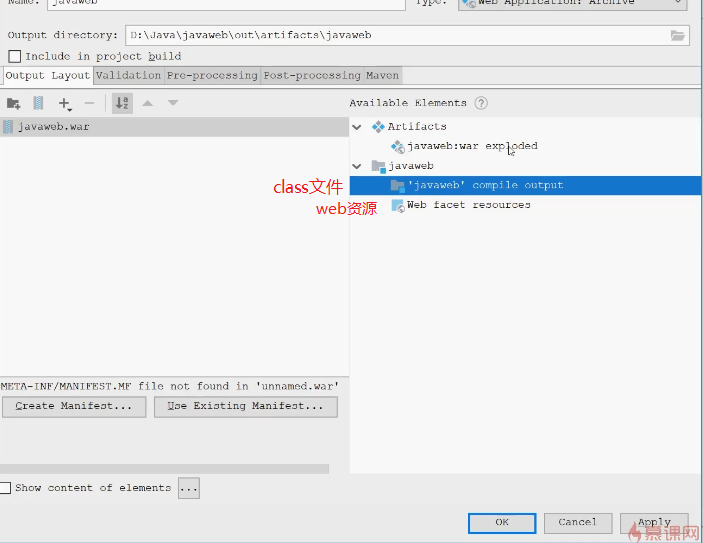 Name: javaweb Type: Web Application: Archive
Output directory: D:\Java\javaweb\out\artifacts\javaweb
Include in project build
Output Layout Validation Pre-processing Post-processing Maven
Available Elements
javaweb.war
Artifacts
javaweb:war exploded
javaweb
class文件 'javaweb' compile output
web资源 Web facet resources
META-INF/MANIFEST.MF file not found in 'unnamed.war'
Create Manifest... Use Existing Manifest...
Show content of elements ...
OK Cancel Apply
慕课网